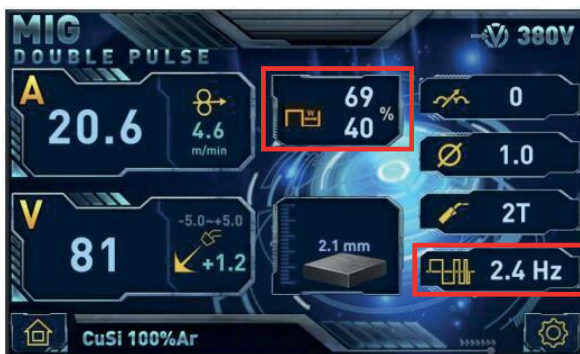 MIG
DOUBLE PULSE
380V
A
20.6
4.6
m/min
W
69
40
%
0
1.0
2T
2.4 Hz
V
81
-5.0~+5.0
+1.2
2.1 mm
CuSi 100%Ar